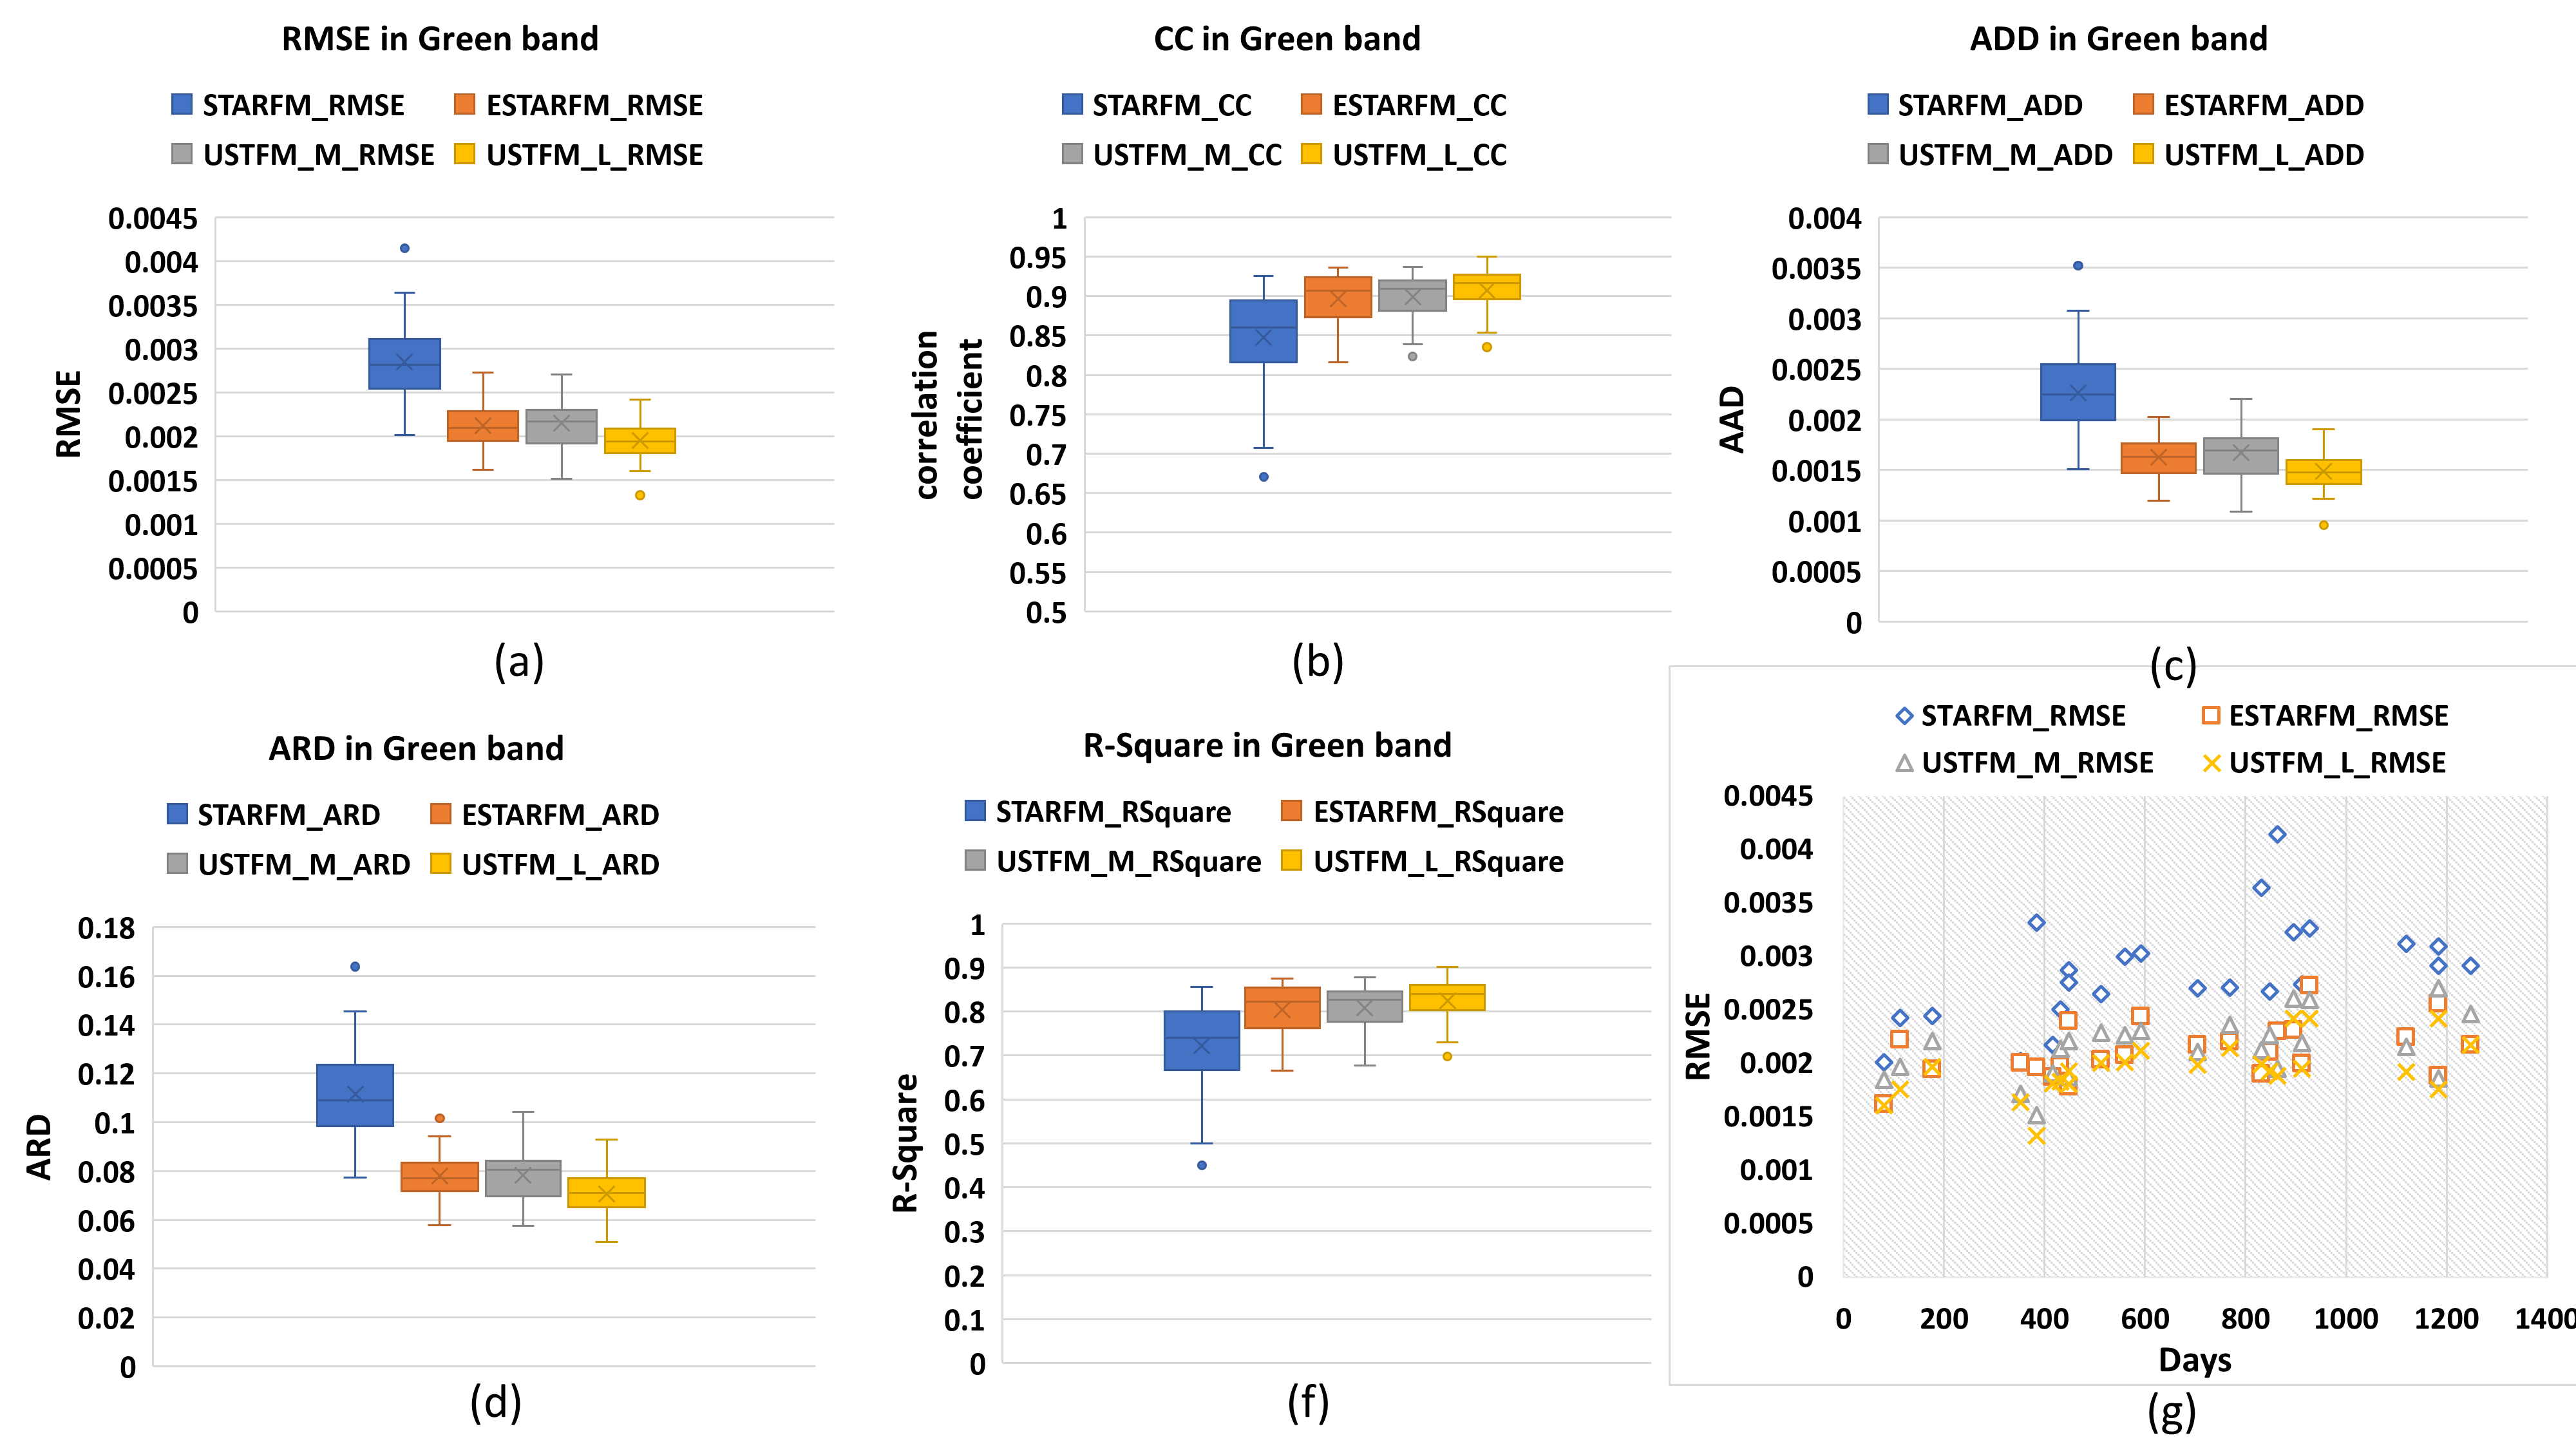 RMSE in Green band
STARFM_RMSE ESTARFM_RMSE
USTFM_M_RMSE USTFM_L_RMSE
0.0045
0.004
0.0035
0.003
0.0025
0.002
0.0015
0.001
0.0005
0
RMSE
(a)
CC in Green band
STARFM_CC ESTARFM_CC
USTFM_M_CC USTFM_L_CC
1
0.95
0.9
0.85
0.8
0.75
0.7
0.65
0.6
0.55
0.5
correlation
coefficient
(b)
ADD in Green band
STARFM_ADD ESTARFM_ADD
USTFM_M_ADD USTFM_L_ADD
0.004
0.0035
0.003
0.0025
0.002
0.0015
0.001
0.0005
0
AAD
(c)
ARD in Green band
STARFM_ARD ESTARFM_ARD
USTFM_M_ARD USTFM_L_ARD
0.18
0.16
0.14
0.12
0.1
0.08
0.06
0.04
0.02
0
ARD
(d)
R-Square in Green band
STARFM_RSquare ESTARFM_RSquare
USTFM_M_RSquare USTFM_L_RSquare
1
0.9
0.8
0.7
0.6
0.5
0.4
0.3
0.2
0.1
0
R-Square
(f)
STARFM_RMSE ESTARFM_RMSE
USTFM_M_RMSE USTFM_L_RMSE
0.0045
0.004
0.0035
0.003
0.0025
0.002
0.0015
0.001
0.0005
0
RMSE
0 200 400 600 800 1000 1200 1400
Days
(g)